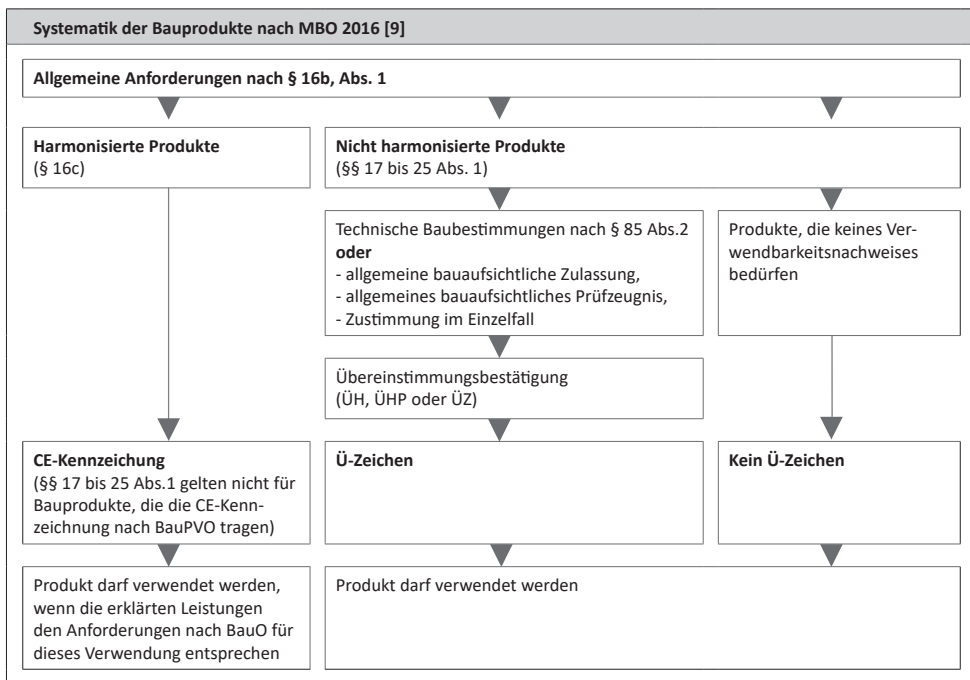 Systematik der Bauprodukte nach MBO 2016 [9]
Allgemeine Anforderungen nach § 16b, Abs. 1
Harmonisierte Produkte
(§ 16c)
Nicht harmonisierte Produkte
(§§ 17 bis 25 Abs. 1)
Technische Baubestimmungen nach § 85 Abs.2
oder
- allgemeine bauaufsichtliche Zulassung,
- allgemeines bauaufsichtliches Prüfzeugnis,
- Zustimmung im Einzelfall
Produkte, die keines Ver-
wendbarkeitsnachweises
bedürfen
Übereinstimmungsbestätigung
(ÜH, ÜHP oder ÜZ)
CE-Kennzeichung
(§§ 17 bis 25 Abs.1 gelten nicht für
Bauprodukte, die die CE-Kenn-
zeichnung nach BauPVO tragen)
Ü-Zeichen
Kein Ü-Zeichen
Produkt darf verwendet werden,
wenn die erklärten Leistungen
den Anforderungen nach BauO für
dieses Verwendung entsprechen
Produkt darf verwendet werden